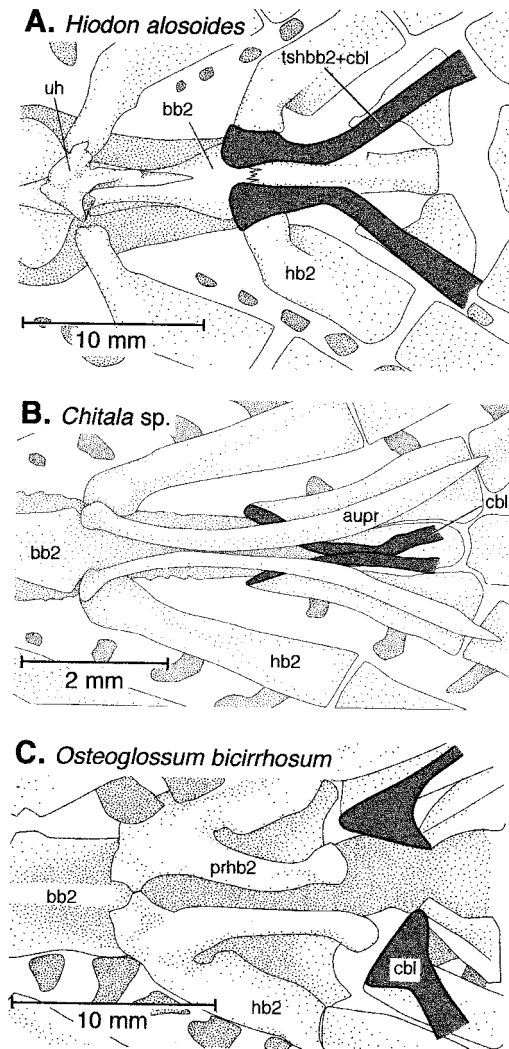 A. Hiodon alosoides
tshbb2+cbl
uh
bb2
hb2
10 mm
B. Chitala sp.
cbl
aupr
bb2
hb2
2 mm
C. Osteoglossum bicirrhosum
prhb2
bb2
cbl
hb2
10 mm